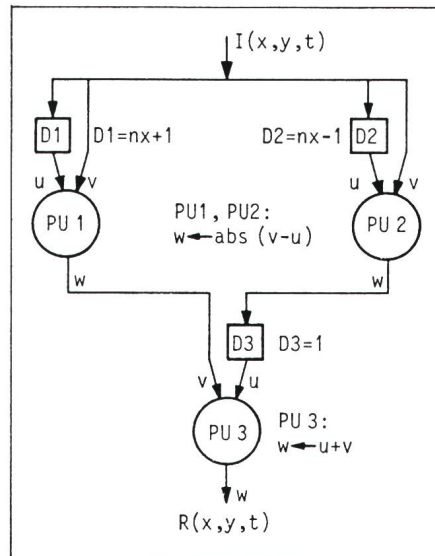 I(x,y,t)
D1 D1=nx+1 D2=nx-1 D2
u v u v
PU 1 PU1, PU2: PU 2
w←abs (v-u)
w w
D3 D3=1
v u
PU 3 PU 3:
w←u+v
w
R(x,y,t)